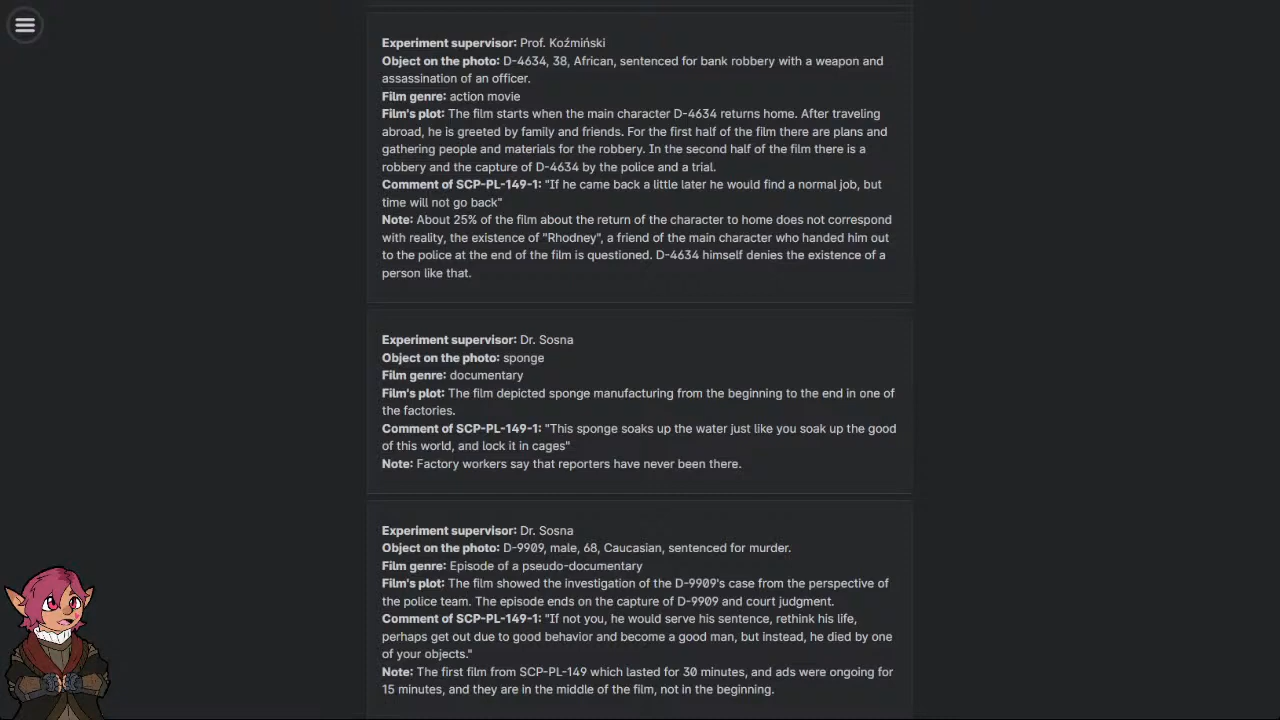 Experiment supervisor: Prof. Koźmiński
Object on the photo: D-4634, 38, African, sentenced for bank robbery with a weapon and
assassination of an officer.
Film genre: action movie
Film's plot: The film starts when the main character D-4634 returns home. After traveling
abroad, he is greeted by family and friends. For the first half of the film there are plans and
gathering people and materials for the robbery. In the second half of the film there is a
robbery and the capture of D-4634 by the police and a trial.
Comment of SCP-PL-149-1: "If he came back a little later he would find a normal job, but
time will not go back"
Note: About 25% of the film about the return of the character to home does not correspond
with reality, the existence of "Rhodney", a friend of the main character who handed him out
to the police at the end of the film is questioned. D-4634 himself denies the existence of a
person like that.
Experiment supervisor: Dr. Sosna
Object on the photo: sponge
Film genre: documentary
Film's plot: The film depicted sponge manufacturing from the beginning to the end in one of
the factories.
Comment of SCP-PL-149-1: "This sponge soaks up the water just like you soak up the good
of this world, and lock it in cages"
Note: Factory workers say that reporters have never been there.
Experiment supervisor: Dr. Sosna
Object on the photo: D-9909, male, 68, Caucasian, sentenced for murder.
Film genre: Episode of a pseudo-documentary
Film's plot: The film showed the investigation of the D-9909's case from the perspective of
the police team. The episode ends on the capture of D-9909 and court judgment.
Comment of SCP-PL-149-1: "If not you, he would serve his sentence, rethink his life,
perhaps get out due to good behavior and become a good man, but instead, he died by one
of your objects."
Note: The first film from SCP-PL-149 which lasted for 30 minutes, and ads were ongoing for
15 minutes, and they are in the middle of the film, not in the beginning.